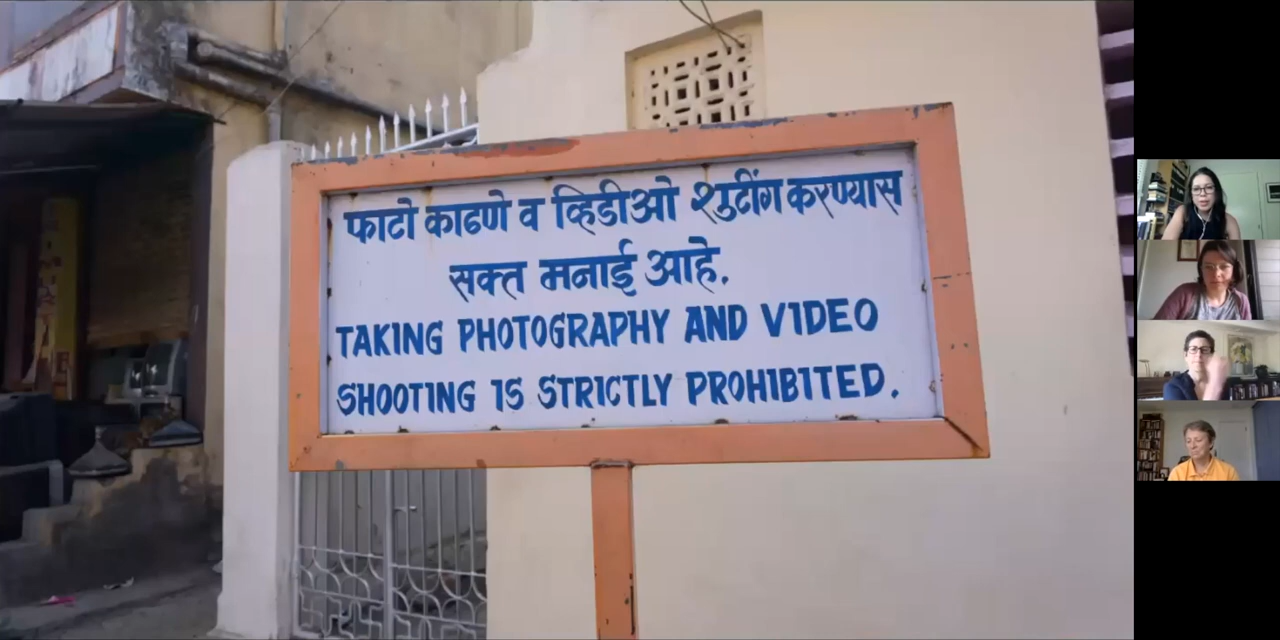 फाटो काढणे व व्हिडीओ शुटींग करण्यास
सक्त मनाई आहे.
TAKING PHOTOGRAPHY AND VIDEO
SHOOTING IS STRICTLY PROHIBITED.